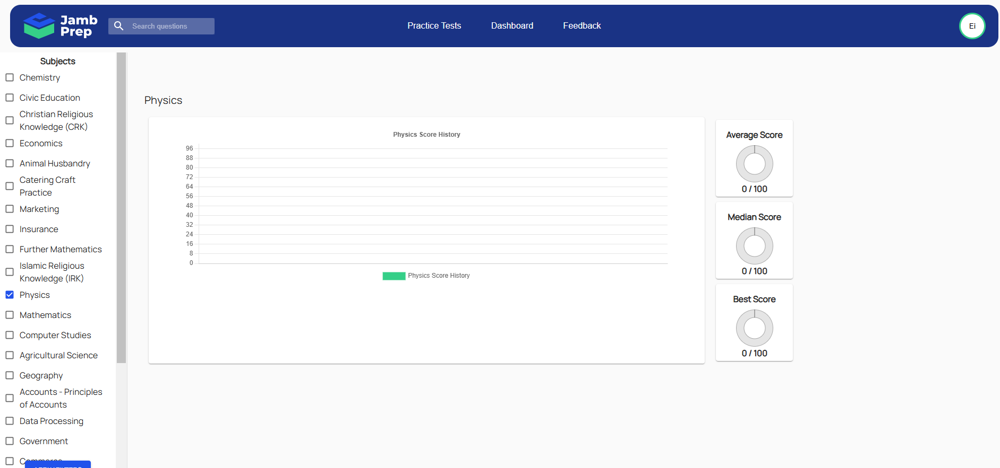 Jamb
Prep
Search questions
Practice Tests
Dashboard
Feedback
Ei
Subjects
Chemistry
Civic Education
Christian Religious
Knowledge (CRK)
Economics
Animal Husbandry
Catering Craft
Practice
Marketing
Insurance
Further Mathematics
Islamic Religious
Knowledge (IRK)
Physics
Mathematics
Computer Studies
Agricultural Science
Geography
Accounts - Principles
of Accounts
Data Processing
Government
Commerce
Physics
Physics Score History
96
88
80
72
64
56
48
40
32
24
16
8
0
Physics Score History
Average Score
0 / 100
Median Score
0 / 100
Best Score
0 / 100